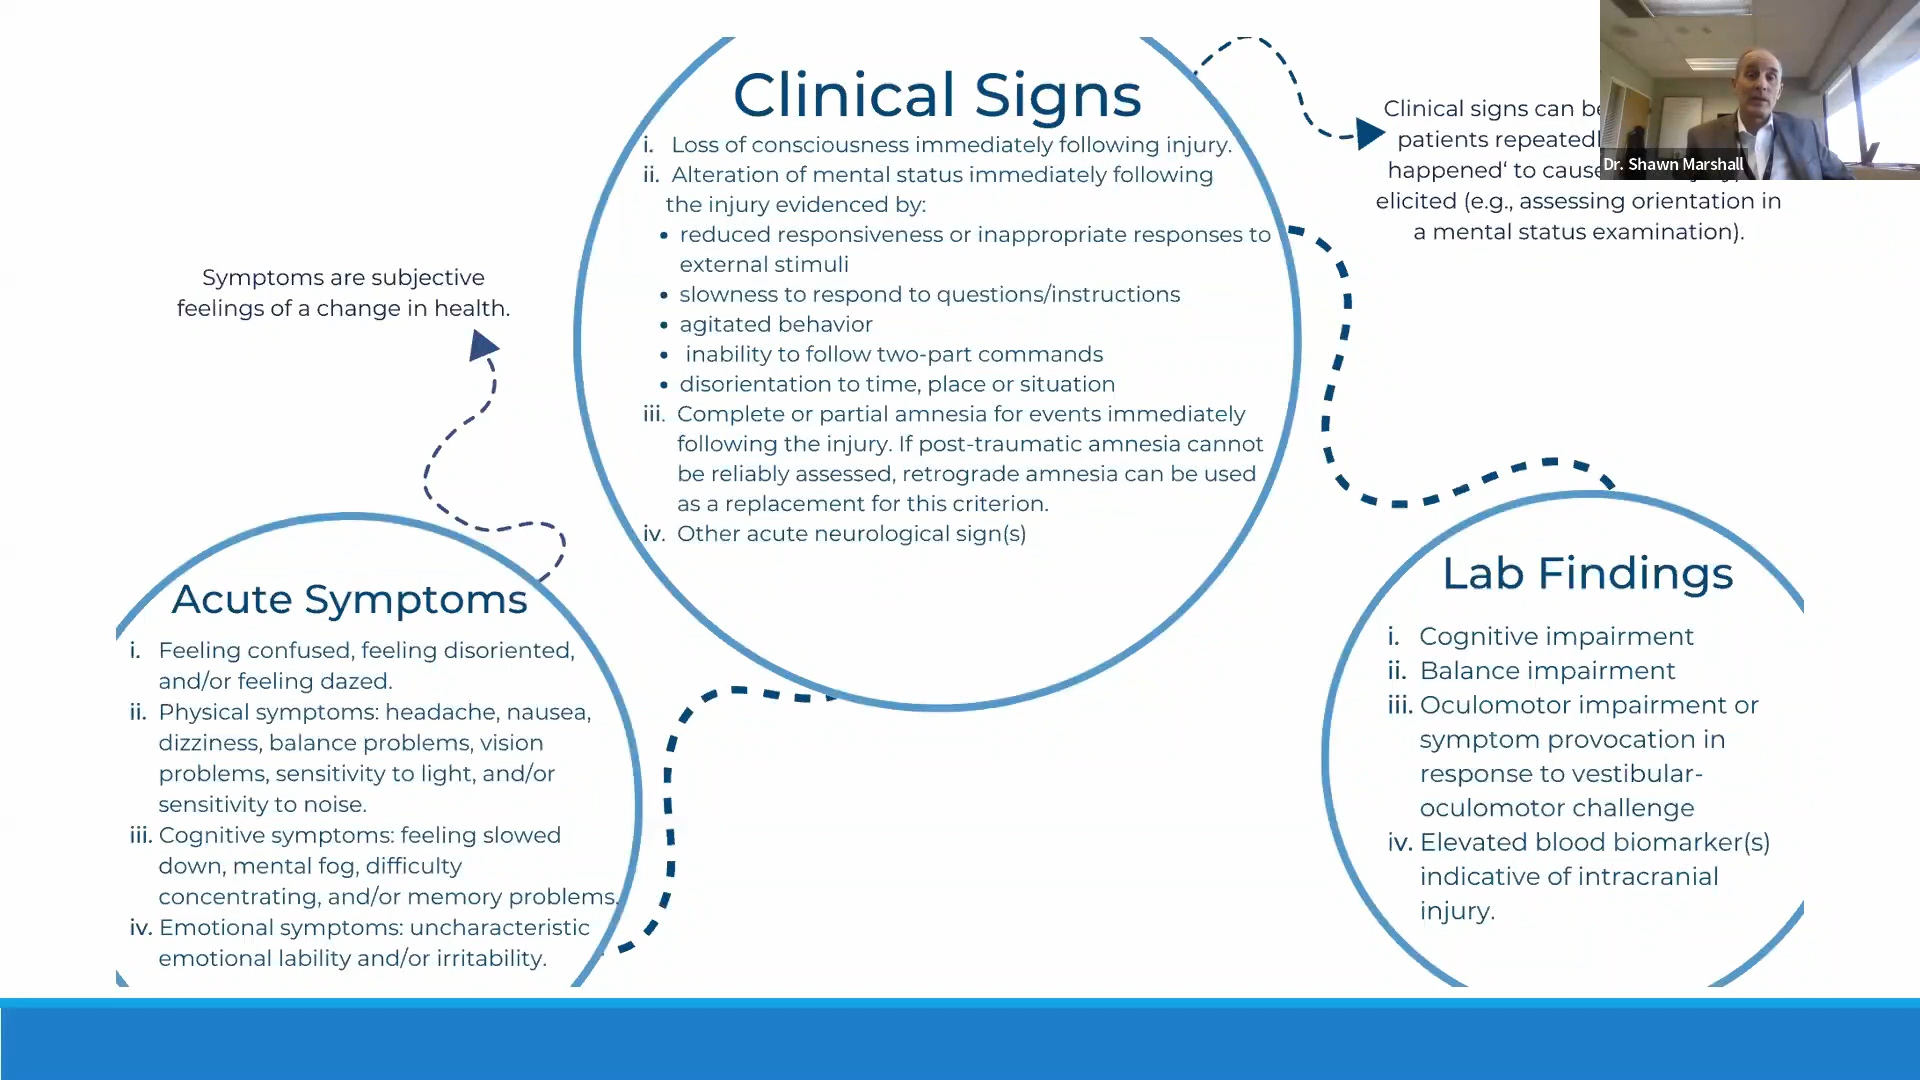 Clinical Signs
i. Loss of consciousness immediately following injury.
ii. Alteration of mental status immediately following
the injury evidenced by:
• reduced responsiveness or inappropriate responses to
external stimuli
• slowness to respond to questions/instructions
• agitated behavior
• inability to follow two-part commands
• disorientation to time, place or situation
iii. Complete or partial amnesia for events immediately
following the injury. If post-traumatic amnesia cannot
be reliably assessed, retrograde amnesia can be used
as a replacement for this criterion.
iv. Other acute neurological sign(s)
Clinical signs can be
patients
happened‘ to
elicited (e.g., assessing orientation in
a mental status examination).
Dr. Shawn Marshall
Symptoms are subjective
feelings of a change in health.
Acute Symptoms
i. Feeling confused, feeling disoriented,
and/or feeling dazed.
ii. Physical symptoms: headache, nausea,
dizziness, balance problems, vision
problems, sensitivity to light, and/or
sensitivity to noise.
iii. Cognitive symptoms: feeling slowed
down, mental fog, difficulty
concentrating, and/or memory problems.
iv. Emotional symptoms: uncharacteristic
emotional lability and/or irritability.
Lab Findings
i. Cognitive impairment
ii. Balance impairment
iii. Oculomotor impairment or
symptom provocation in
response to vestibular-
oculomotor challenge
iv. Elevated blood biomarker(s)
indicative of intracranial
injury.